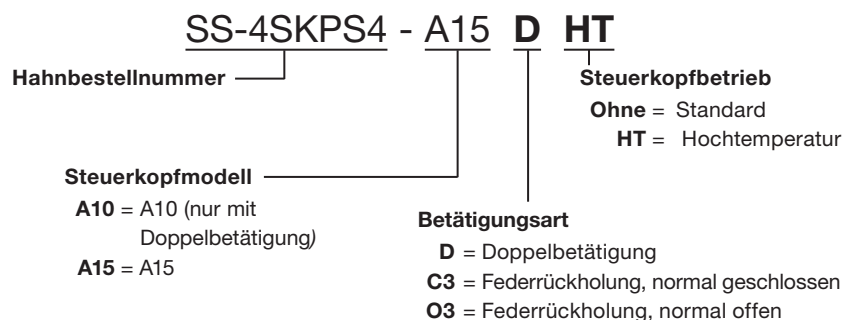 SS-4SKPS4 - A15 D HT
Hahnbestellnummer
Steuerkopfbetrieb
Ohne = Standard
HT = Hochtemperatur
Steuerkopfmodell
A10 = A10 (nur mit
Doppelbetätigung)
A15 = A15
Betätigungsart
D = Doppelbetätigung
C3 = Federrückholung, normal geschlossen
O3 = Federrückholung, normal offen